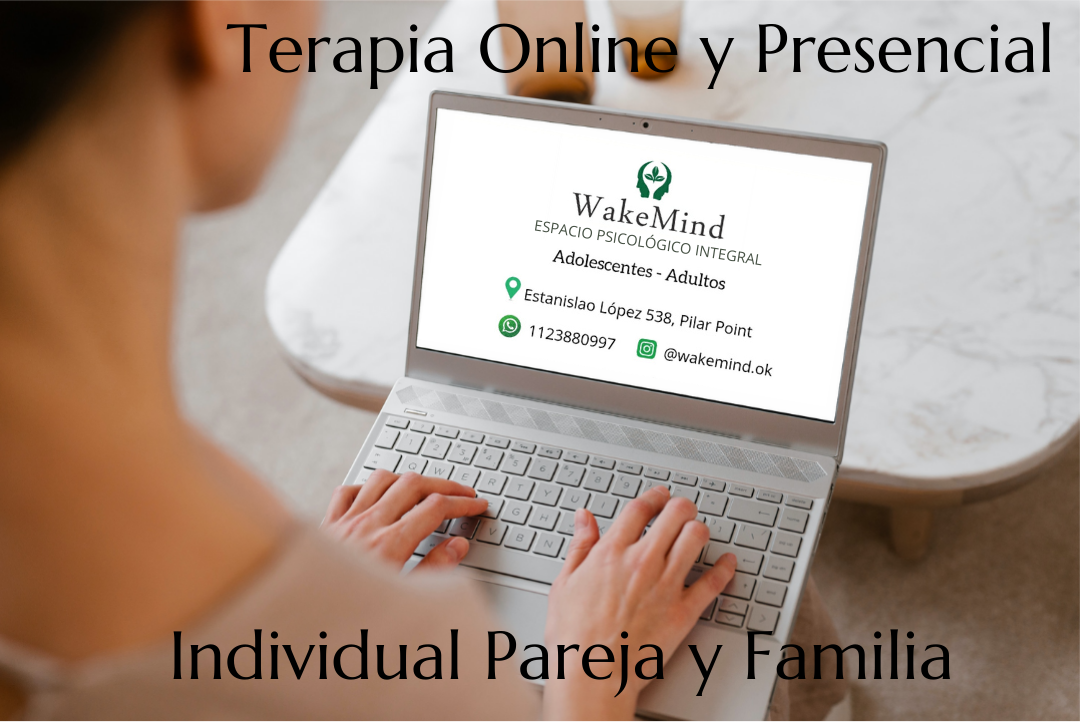 Terapia Online y Presencial
WakeMind
ESPACIO PSICOLÓGICO INTEGRAL
Adolescentes - Adultos
Estanislao López 538, Pilar Point
1123880997 @wakemind.ok
Individual Pareja y Familia